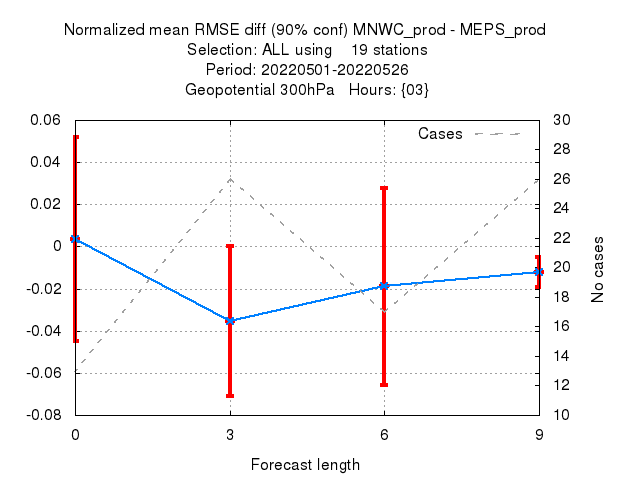 Normalized mean RMSE diff (90% conf) MNWC_prod - MEPS_prod
Selection: ALL using    19 stations
Period: 20220501-20220526
Geopotential 300hPa   Hours: {03}
Cases
0.06
0.04
0.02
0
-0.02
-0.04
-0.06
-0.08
30
28
26
24
22
20
18
16
14
12
10
No cases
0 3 6 9
Forecast length